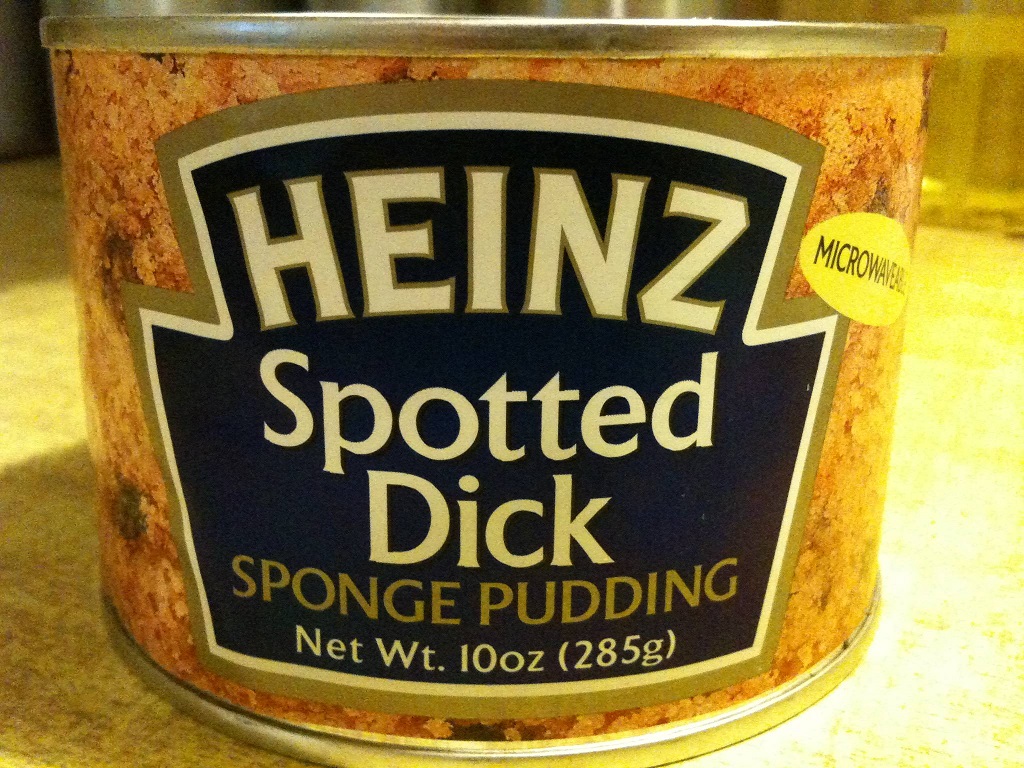 HEINZ
MICROWAVEABLE
Spotted
Dick
SPONGE PUDDING
Net Wt. 10oz (285g)